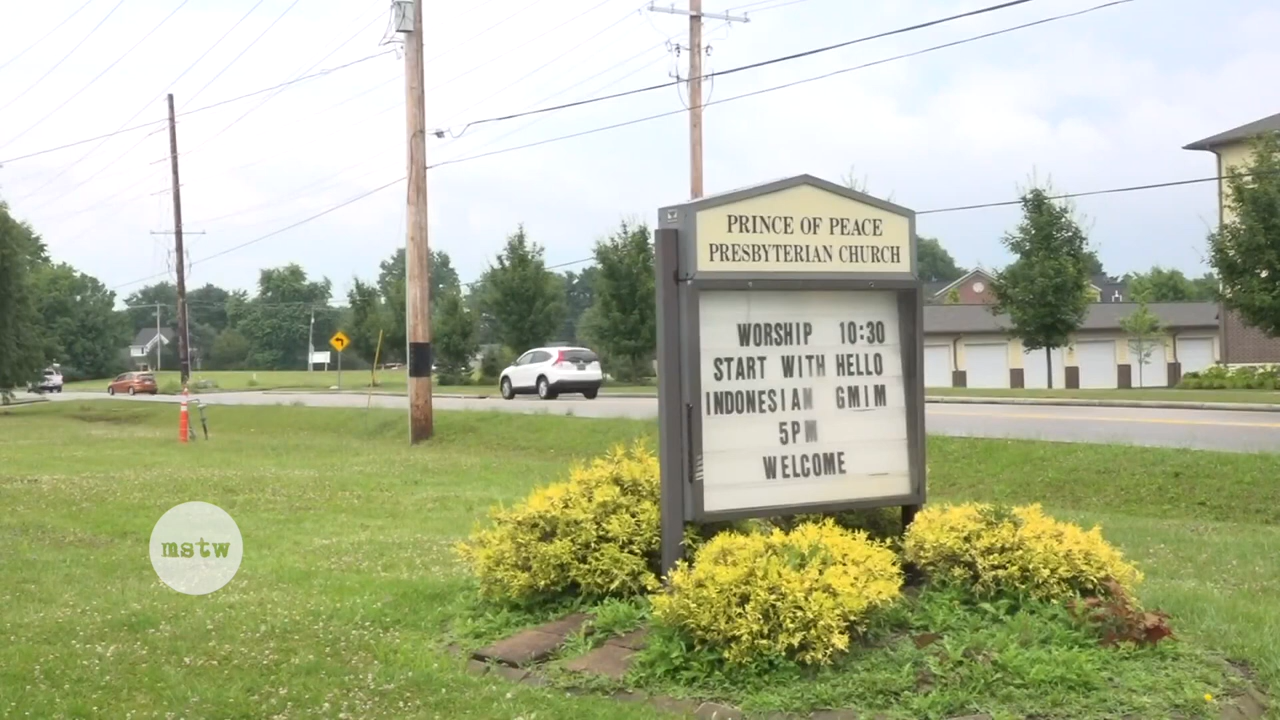 PRINCE OF PEACE
PRESBYTERIAN CHURCH
WORSHIP 10:30
START WITH HELLO
INDONESIAN GMIM
5PM
WELCOME
mstw